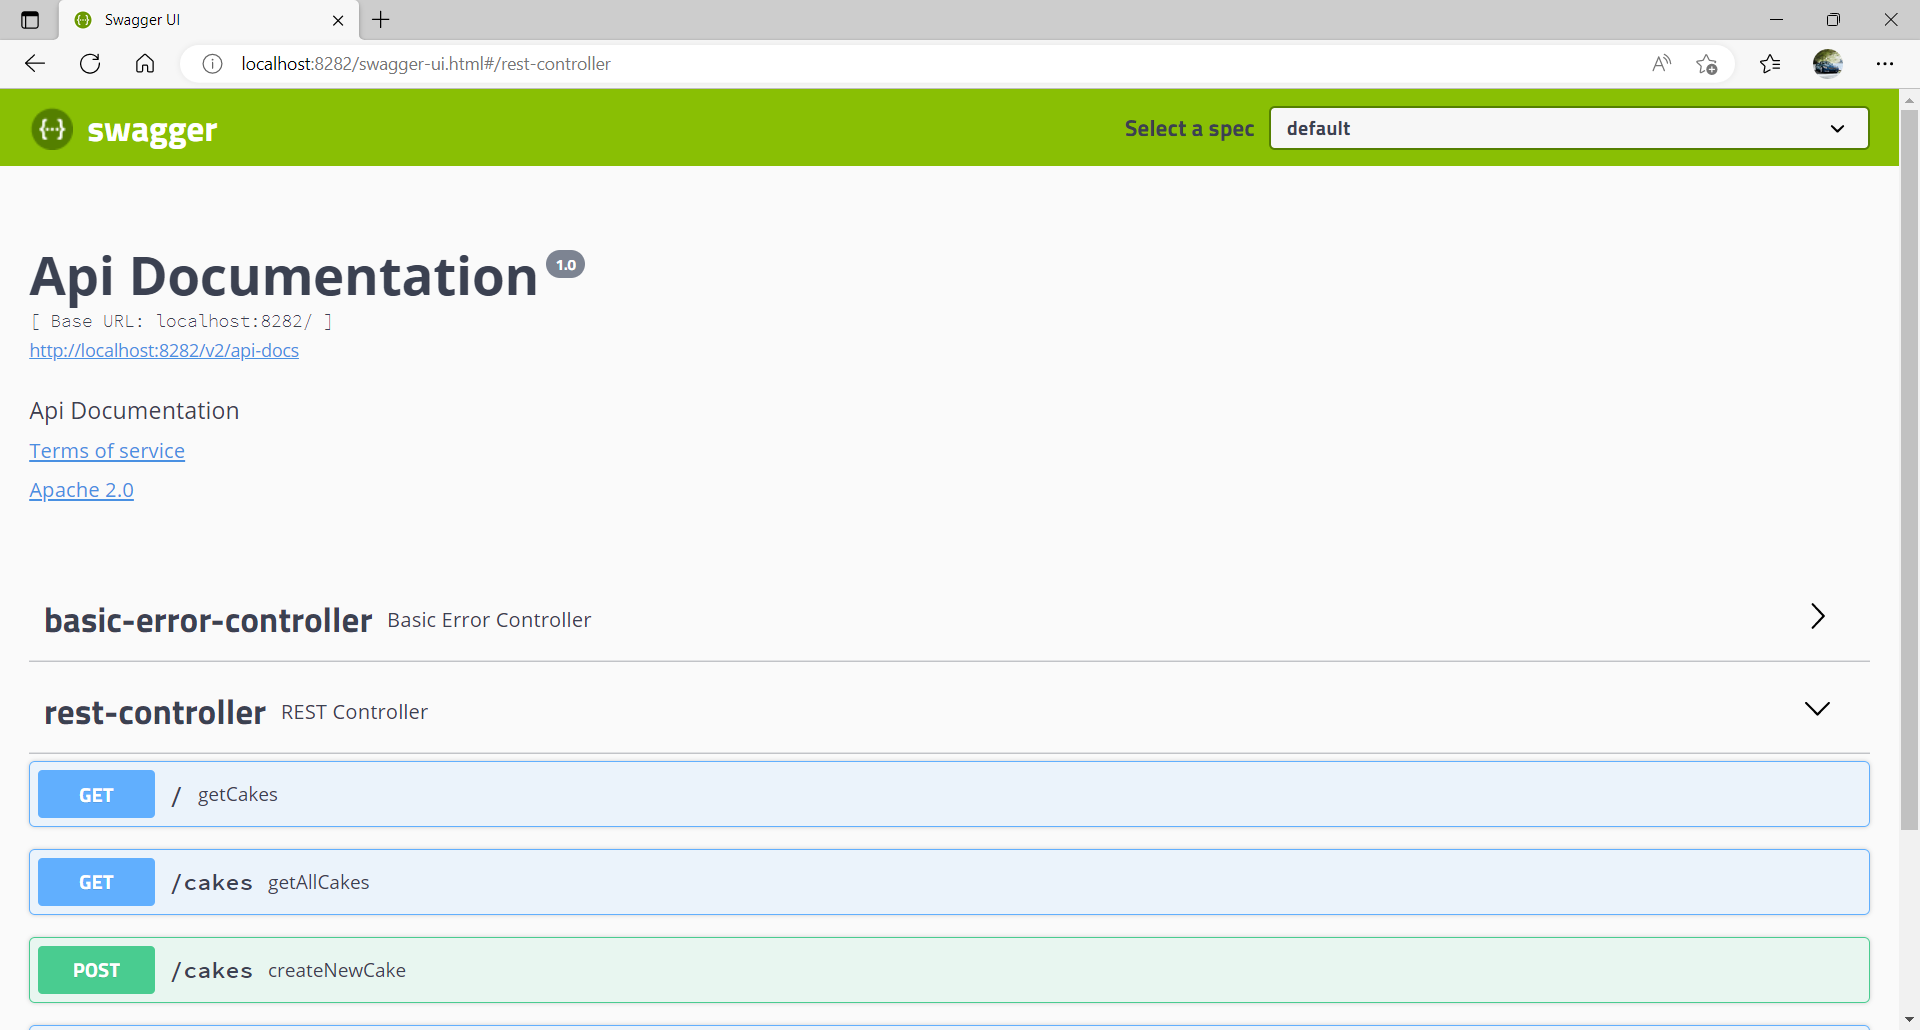 Swagger UI
localhost:8282/swagger-ui.html#/rest-controller
swagger
Select a spec
default
Api Documentation 1.0
[ Base URL: localhost:8282/ ]
http://localhost:8282/v2/api-docs
Api Documentation
Terms of service
Apache 2.0
basic-error-controller Basic Error Controller
rest-controller REST Controller
GET / getCakes
GET /cakes getAllCakes
POST /cakes createNewCake